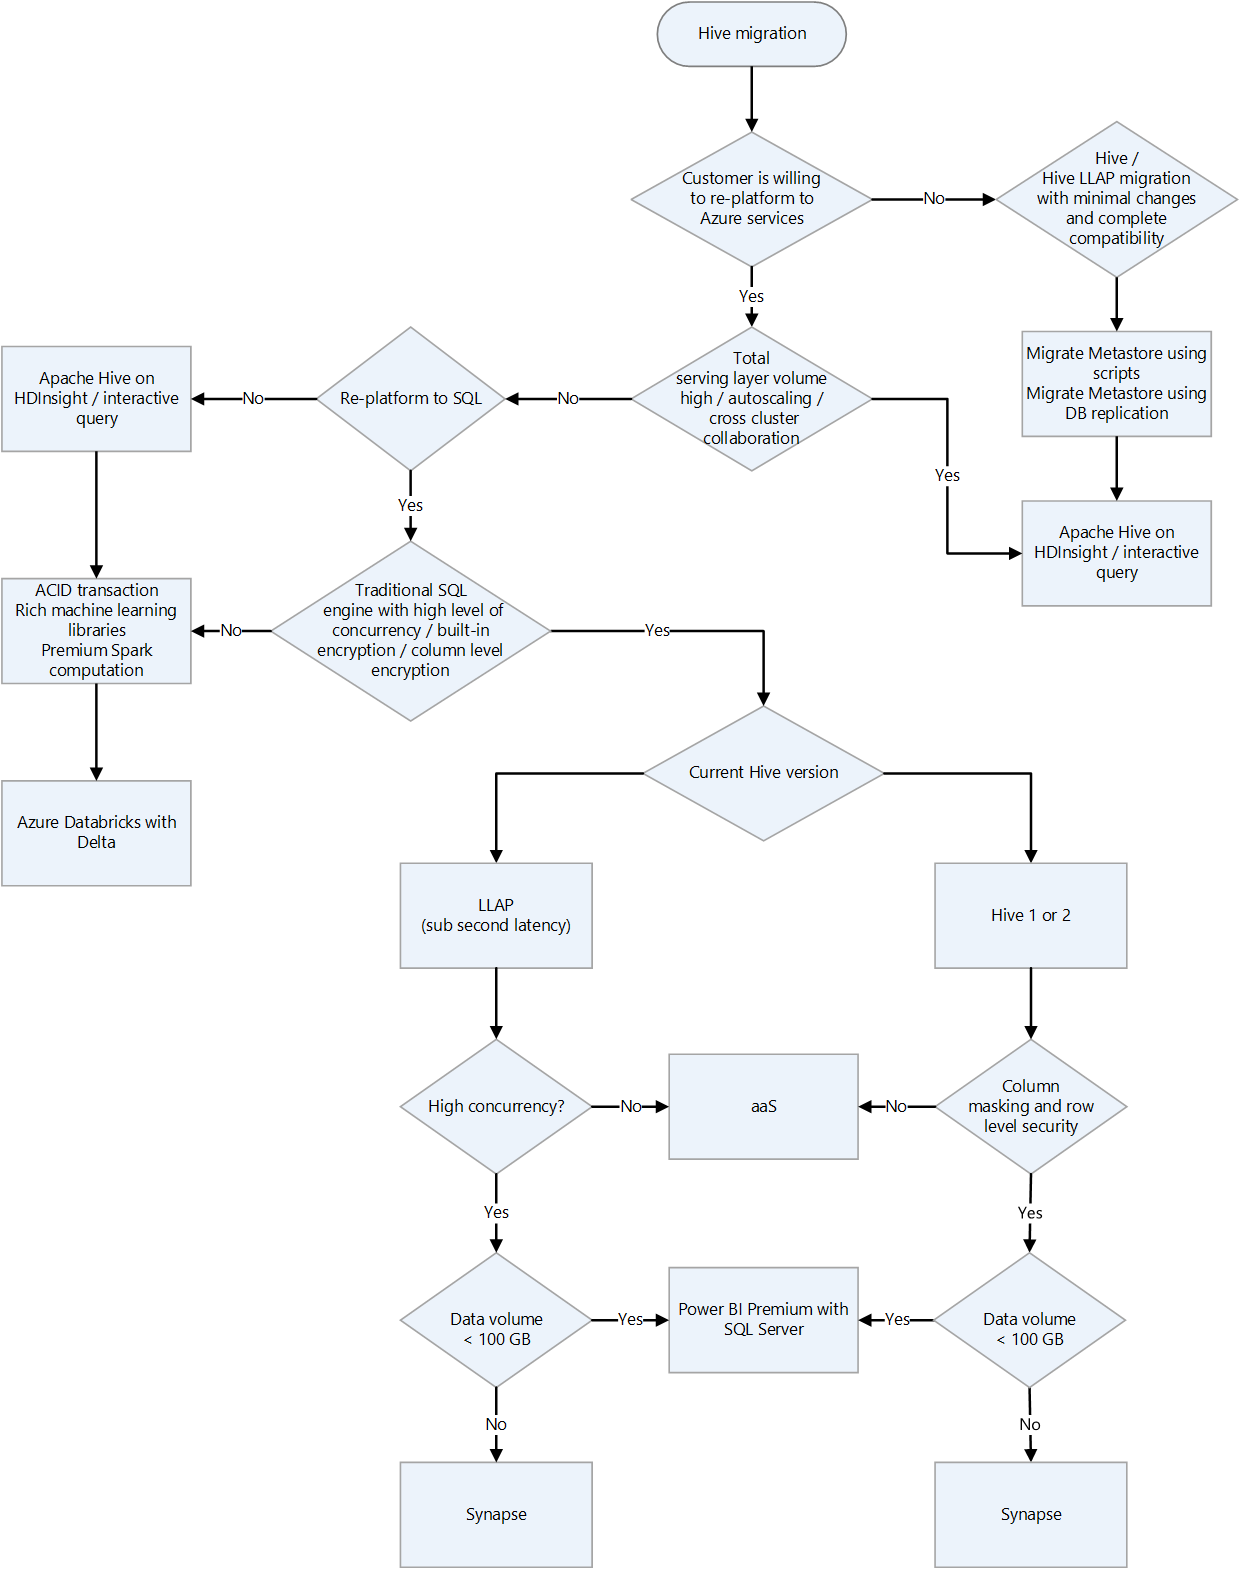 Hive migration
Customer is willing
to re-platform to
Azure services
No
Hive /
Hive LLAP migration
with minimal changes
and complete
compatibility
Yes
Total
serving layer volume
high / autoscaling /
cross cluster
collaboration
No
Re-platform to SQL
No
Apache Hive on
HDInsight / interactive
query
Migrate Metastore using
scripts
Migrate Metastore using
DB replication
Yes
Yes
Apache Hive on
HDInsight / interactive
query
Traditional SQL
engine with high level of
concurrency / built-in
encryption / column level
encryption
No
Yes
ACID transaction
Rich machine learning
libraries
Premium Spark
computation
Azure Databricks with
Delta
Current Hive version
LLAP
(sub second latency)
Hive 1 or 2
High concurrency?
No
aaS
No
Column
masking and row
level security
Yes
Yes
Data volume
< 100 GB
Yes
Power BI Premium with
SQL Server
Yes
Data volume
< 100 GB
No
No
Synapse
Synapse